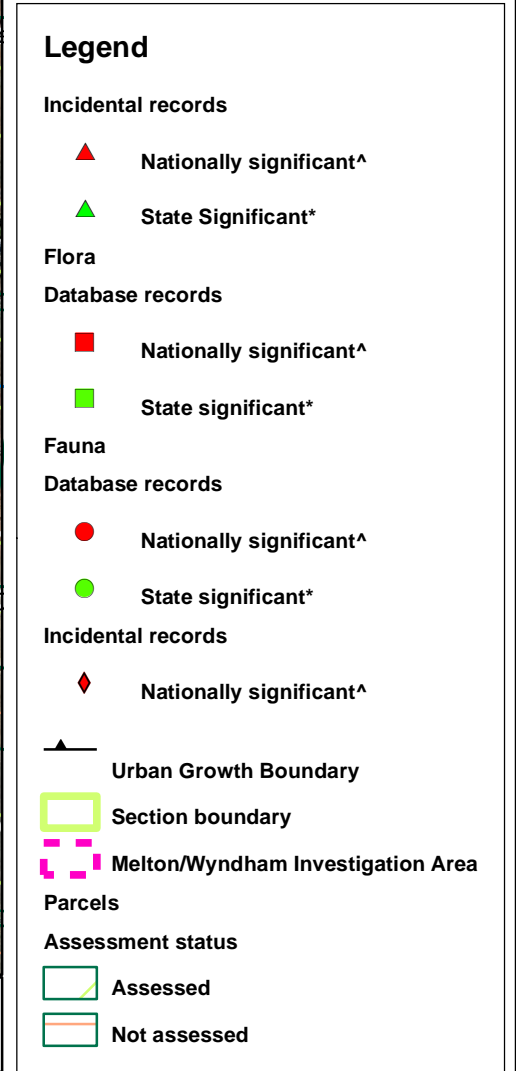 Legend
Incidental records
Nationally significant^
State Significant*
Flora
Database records
Nationally significant^
State significant*
Fauna
Database records
Nationally significant^
State significant*
Incidental records
Nationally significant^
Urban Growth Boundary
Section boundary
Melton/Wyndham Investigation Area
Parcels
Assessment status
Assessed
Not assessed